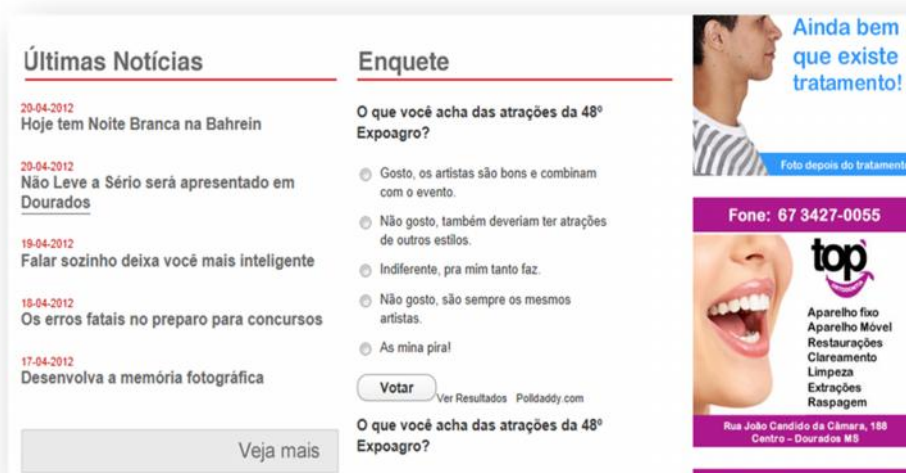 Últimas Notícias
20-04-2012
Hoje tem Noite Branca na Bahrein
20-04-2012
Não Leve a Sério será apresentado em
Dourados
19-04-2012
Falar sozinho deixa você mais inteligente
18-04-2012
Os erros fatais no preparo para concursos
17-04-2012
Desenvolva a memória fotográfica
Veja mais
Enquete
O que você acha das atrações da 48º
Expoagro?
Gosto, os artistas são bons e combinam
com o evento.
Não gosto, também deveriam ter atrações
de outros estilos.
Indiferente, pra mim tanto faz.
Não gosto, são sempre os mesmos
artistas.
As mina pira!
Votar
Ver Resultados Polldaddy.com
O que você acha das atrações da 48º
Expoagro?
Ainda bem
que existe
tratamento!
Foto depois do tratamento
Fone: 67 3427-0055
top
ORTODONTIA
Aparelho fixo
Aparelho Móvel
Restaurações
Clareamento
Limpeza
Extrações
Raspagem
Rua João Candido da Câmara, 188
Centro – Dourados MS